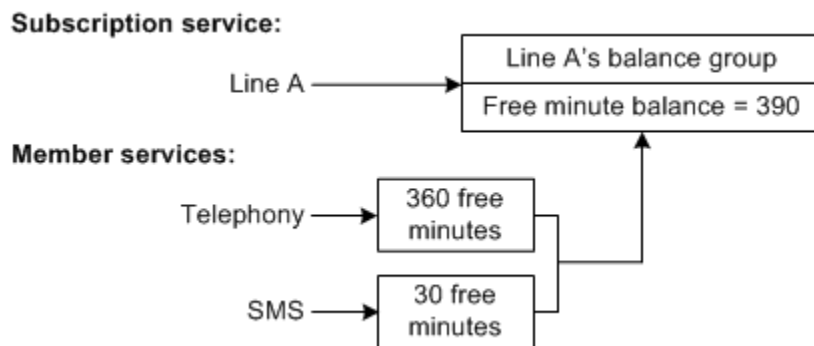 Subscription service:
Line A
Line A's balance group
Free minute balance = 390
Member services:
Telephony
360 free
minutes
SMS
30 free
minutes